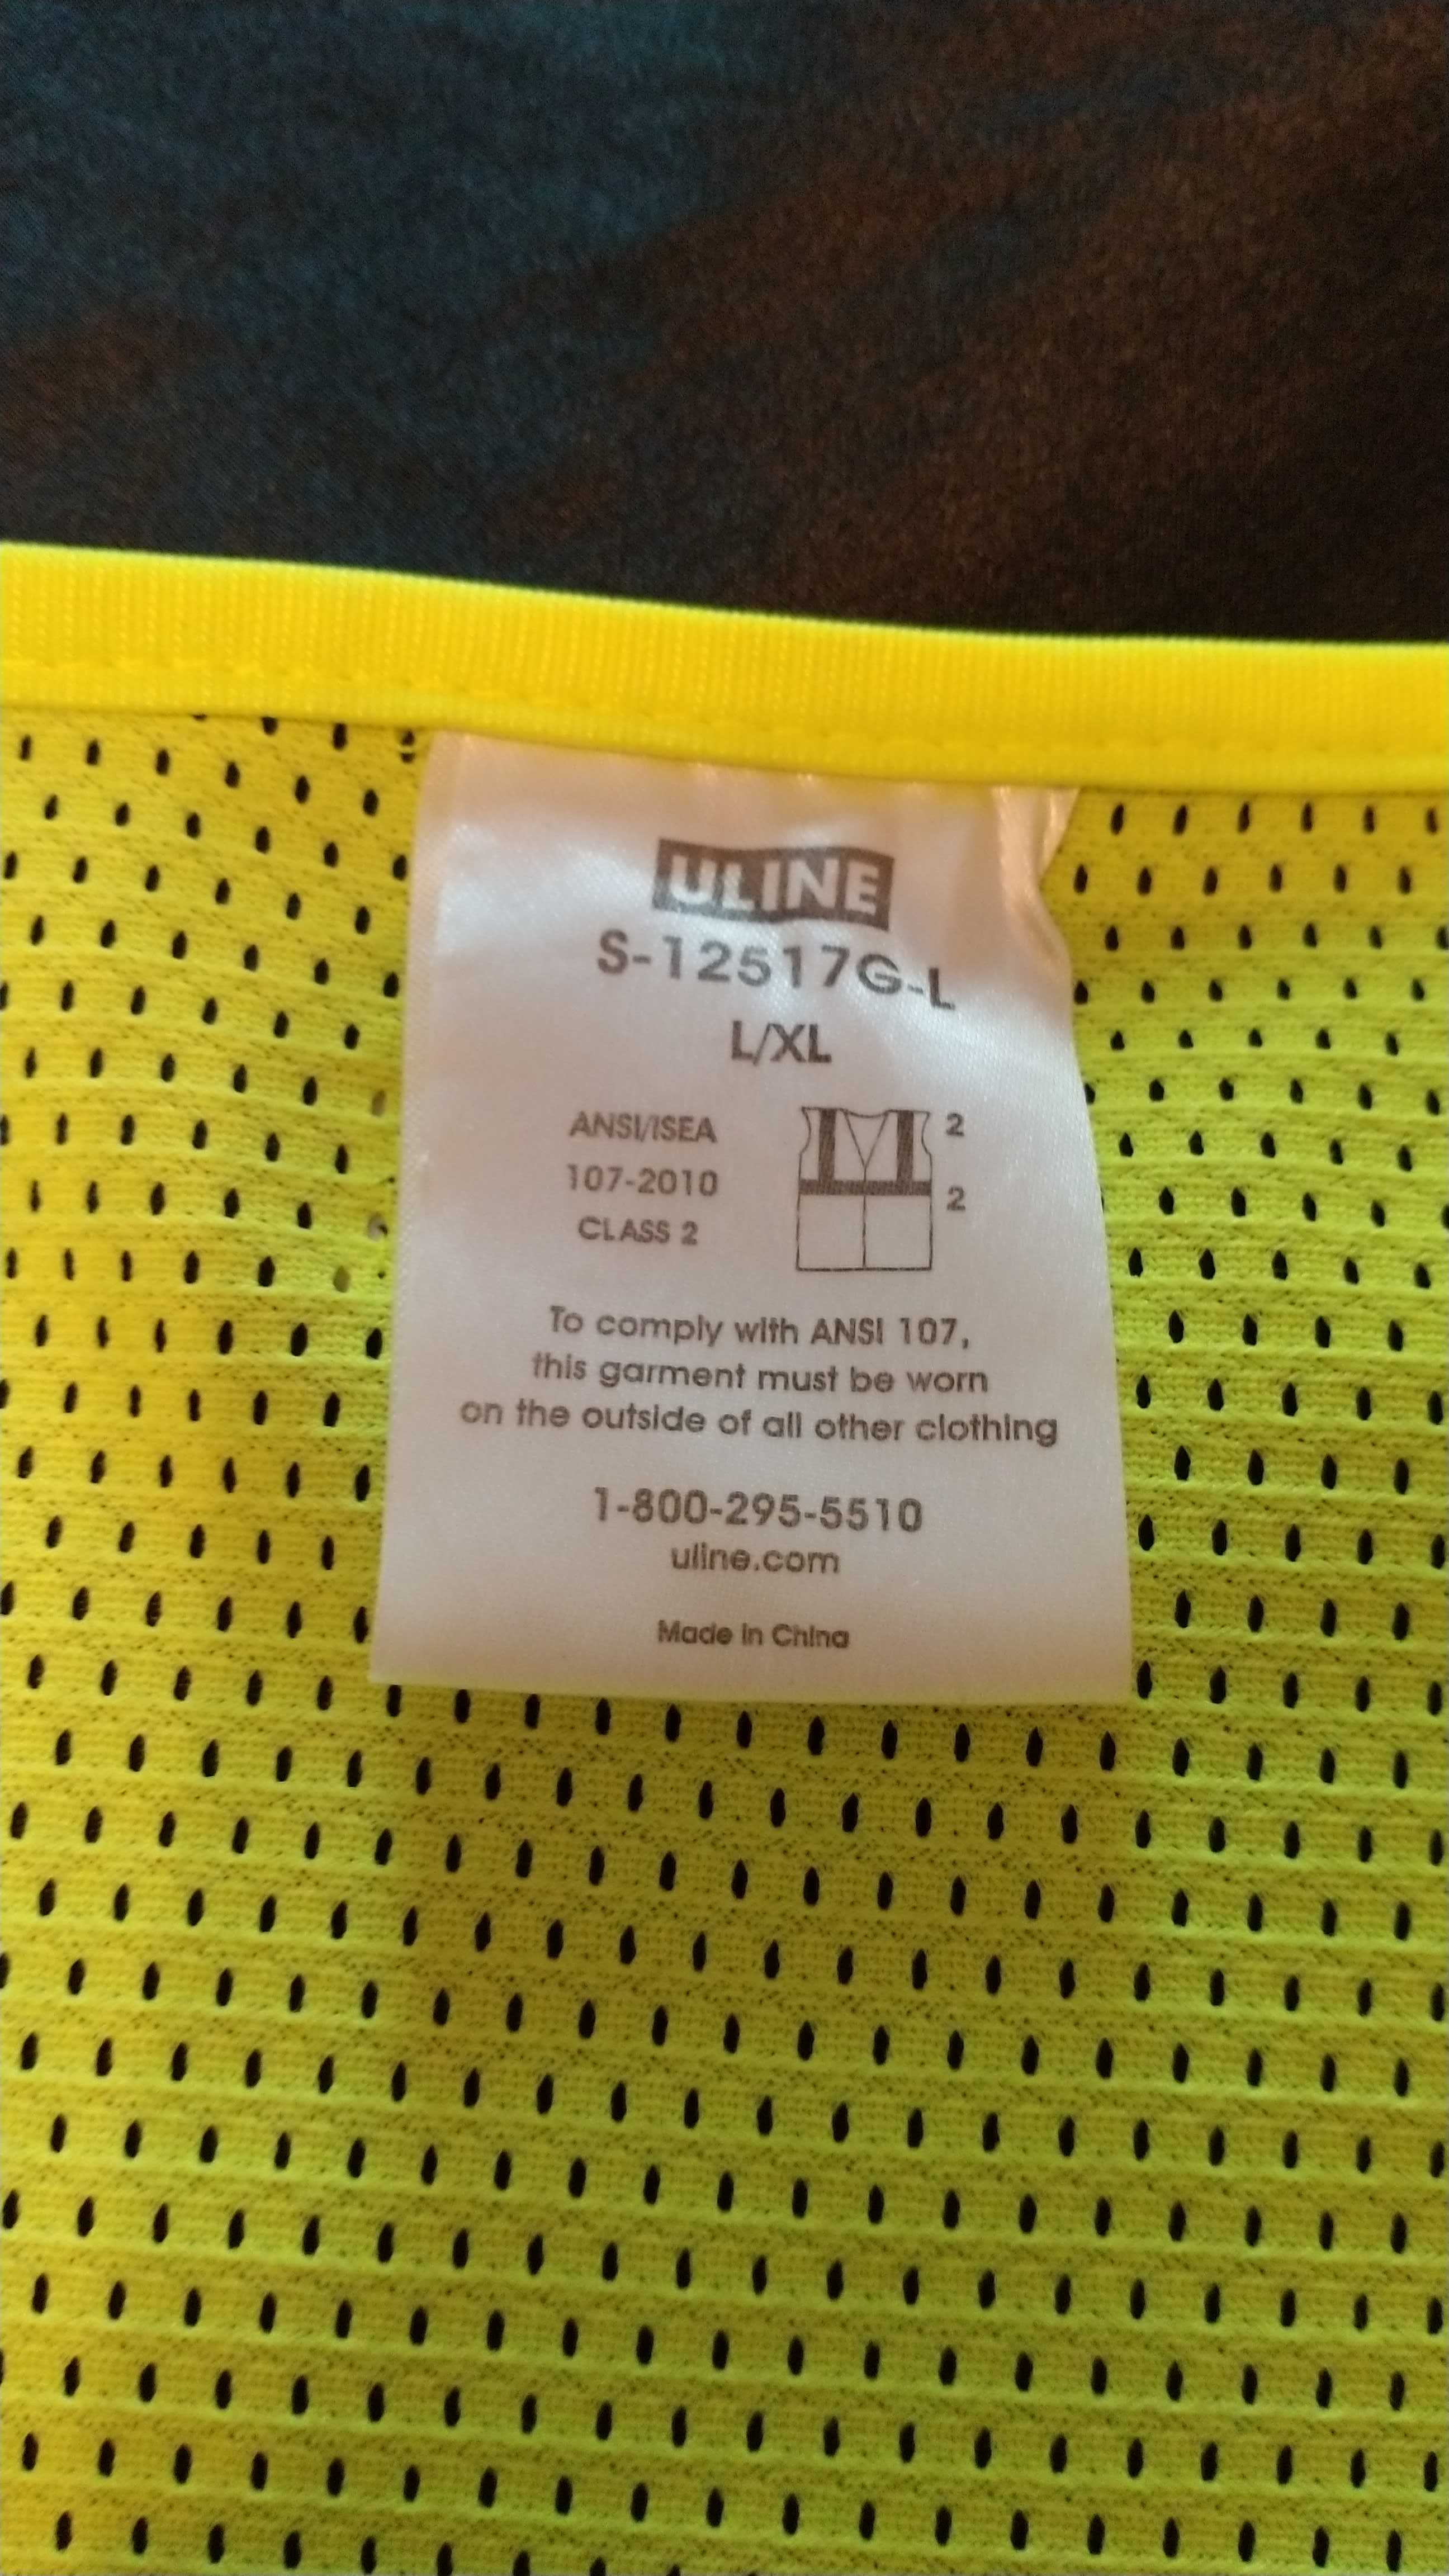 ULINE
S-12517G-L
L/XL
ANSI/ISEA
107-2010
CLASS 2
2
2
To comply with ANSI 107,
this garment must be worn
on the outside of all other clothing
1-800-295-5510
uline.com
Made in China